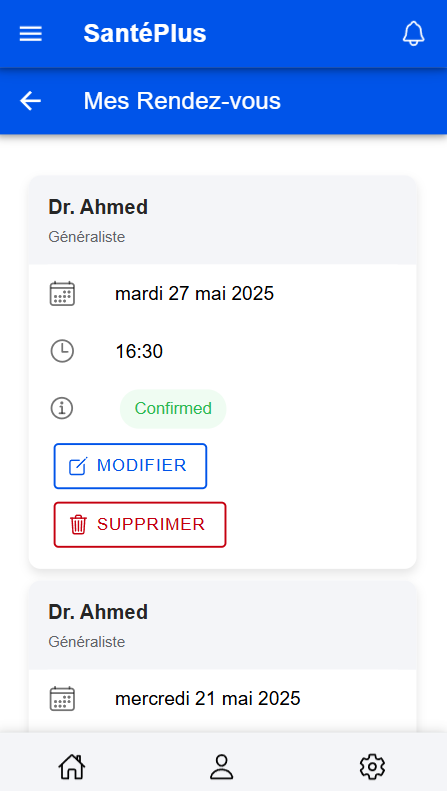 SantéPlus
Mes Rendez-vous
Dr. Ahmed
Généraliste
mardi 27 mai 2025
16:30
Confirmed
MODIFIER
SUPPRIMER
Dr. Ahmed
Généraliste
mercredi 21 mai 2025